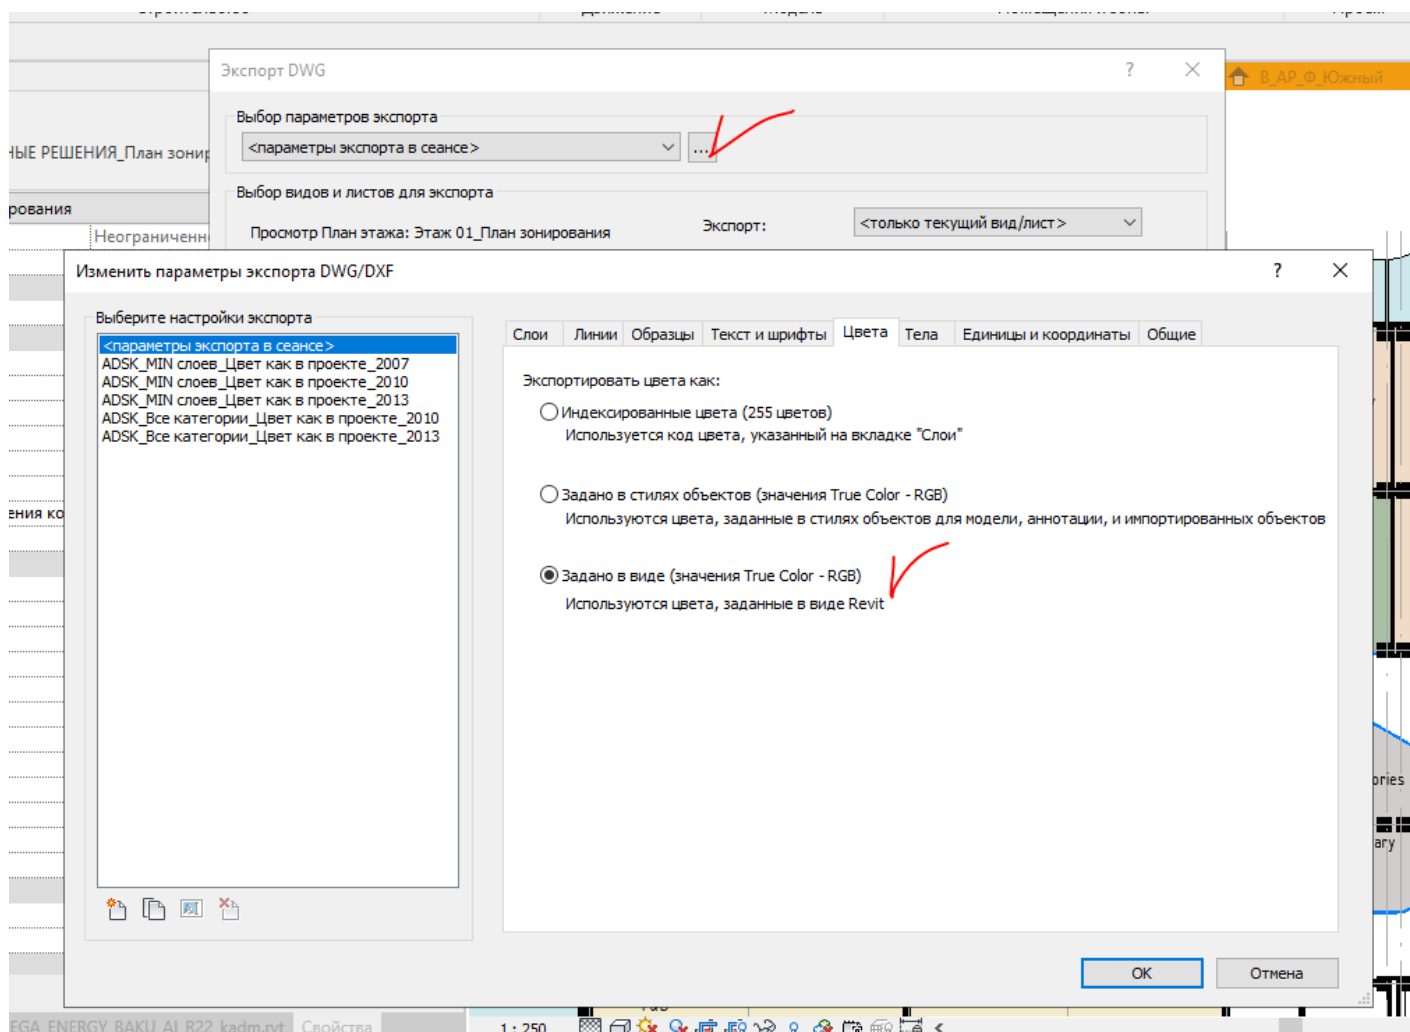 Экспорт DWG
?
В_АР_Ф_Южный
Выбор параметров экспорта
<параметры экспорта в сеансе>
...
НЫЕ РЕШЕНИЯ_План зонир
Выбор видов и листов для экспорта
рования
Неограниченн
Просмотр План этажа: Этаж 01_План зонирования
Экспорт:
<только текущий вид/лист>
Изменить параметры экспорта DWG/DXF
?
Выберите настройки экспорта
<параметры экспорта в сеансе>
ADSK_MIN слоев_Цвет как в проекте_2007
ADSK_MIN слоев_Цвет как в проекте_2010
ADSK_MIN слоев_Цвет как в проекте_2013
ADSK_Все категории_Цвет как в проекте_2010
ADSK_Все категории_Цвет как в проекте_2013
Слои Линии Образцы Текст и шрифты Цвета Тела Единицы и координаты Общие
Экспортировать цвета как:
Индексированные цвета (255 цветов)
Используется код цвета, указанный на вкладке "Слои"
Задано в стилях объектов (значения True Color - RGB)
Используются цвета, заданные в стилях объектов для модели, аннотации, и импортированных объектов
ения ко
Задано в виде (значения True Color - RGB)
Используются цвета, заданные в виде Revit
ories
ary
ОК
Отмена
EGA_ENERGY_BAKU_AI_R22_kadm.rvt
Свойства
1 : 250